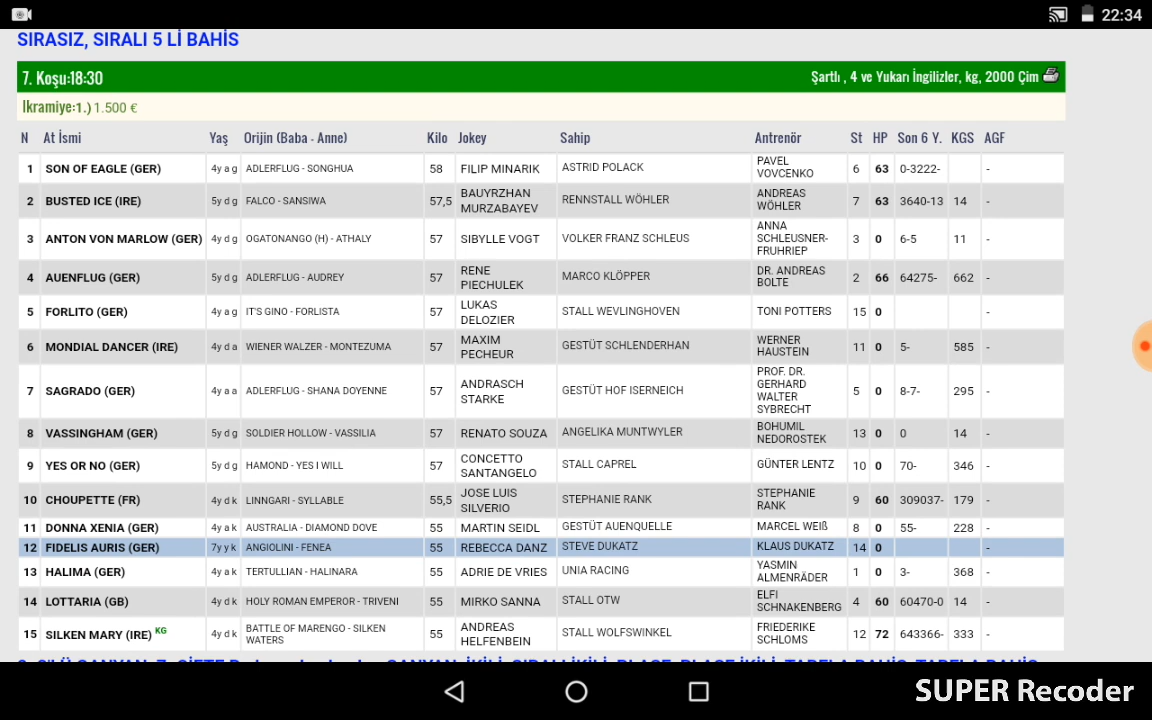 22:34
SIRASIZ, SIRALI 5 Lİ BAHİS
7. Koşu:18:30 Şartlı , 4 ve Yukarı İngilizler, kg, 2000 Çim
İkramiye:1.) 1.500 €
N At İsmi Yaş Orijin (Baba - Anne) Kilo Jokey Sahip Antrenör St HP Son 6 Y. KGS AGF
1 SON OF EAGLE (GER) 4y a g ADLERFLUG - SONGHUA 58 FILIP MINARIK ASTRID POLACK PAVEL VOVCENKO 6 63 0-3222- -
2 BUSTED ICE (IRE) 5y d g FALCO - SANSIWA 57,5 BAUYRZHAN MURZABAYEV RENNSTALL WÖHLER ANDREAS WÖHLER 7 63 3640-13 14 -
3 ANTON VON MARLOW (GER) 4y d g OGATONANGO (H) - ATHALY 57 SIBYLLE VOGT VOLKER FRANZ SCHLEUS ANNA SCHLEUSNER-FRUHRIEP 3 0 6-5 11 -
4 AUENFLUG (GER) 5y d g ADLERFLUG - AUDREY 57 RENE PIECHULEK MARCO KLÖPPER DR. ANDREAS BOLTE 2 66 64275- 662 -
5 FORLITO (GER) 4y a g IT'S GINO - FORLISTA 57 LUKAS DELOZIER STALL WEVLINGHOVEN TONI POTTERS 15 0 -
6 MONDIAL DANCER (IRE) 4y d a WIENER WALZER - MONTEZUMA 57 MAXIM PECHEUR GESTÜT SCHLENDERHAN WERNER HAUSTEIN 11 0 5- 585 -
7 SAGRADO (GER) 4y a a ADLERFLUG - SHANA DOYENNE 57 ANDRASCH STARKE GESTÜT HOF ISERNEICH PROF. DR. GERHARD WALTER SYBRECHT 5 0 8-7- 295 -
8 VASSINGHAM (GER) 5y d g SOLDIER HOLLOW - VASSILIA 57 RENATO SOUZA ANGELIKA MUNTWYLER BOHUMIL NEDOROSTEK 13 0 0 14 -
9 YES OR NO (GER) 5y d g HAMOND - YES I WILL 57 CONCETTO SANTANGELO STALL CAPREL GÜNTER LENTZ 10 0 70- 346 -
10 CHOUPETTE (FR) 4y d k LINNGARI - SYLLABLE 55,5 JOSE LUIS SILVERIO STEPHANIE RANK STEPHANIE RANK 9 60 309037- 179 -
11 DONNA XENIA (GER) 4y a k AUSTRALIA - DIAMOND DOVE 55 MARTIN SEIDL GESTÜT AUENQUELLE MARCEL WEIß 8 0 55- 228 -
12 FIDELIS AURIS (GER) 7y y k ANGIOLINI - FENEA 55 REBECCA DANZ STEVE DUKATZ KLAUS DUKATZ 14 0 -
13 HALIMA (GER) 4y a k TERTULLIAN - HALINARA 55 ADRIE DE VRIES UNIA RACING YASMIN ALMENRÄDER 1 0 3- 368 -
14 LOTTARIA (GB) 4y d k HOLY ROMAN EMPEROR - TRIVENI 55 MIRKO SANNA STALL OTW ELFI SCHNAKENBERG 4 60 60470-0 14 -
15 SILKEN MARY (IRE) KG 4y d k BATTLE OF MARENGO - SILKEN WATERS 55 ANDREAS HELFENBEIN STALL WOLFSWINKEL FRIEDERIKE SCHLOMS 12 72 643366- 333 -
SUPER Recoder